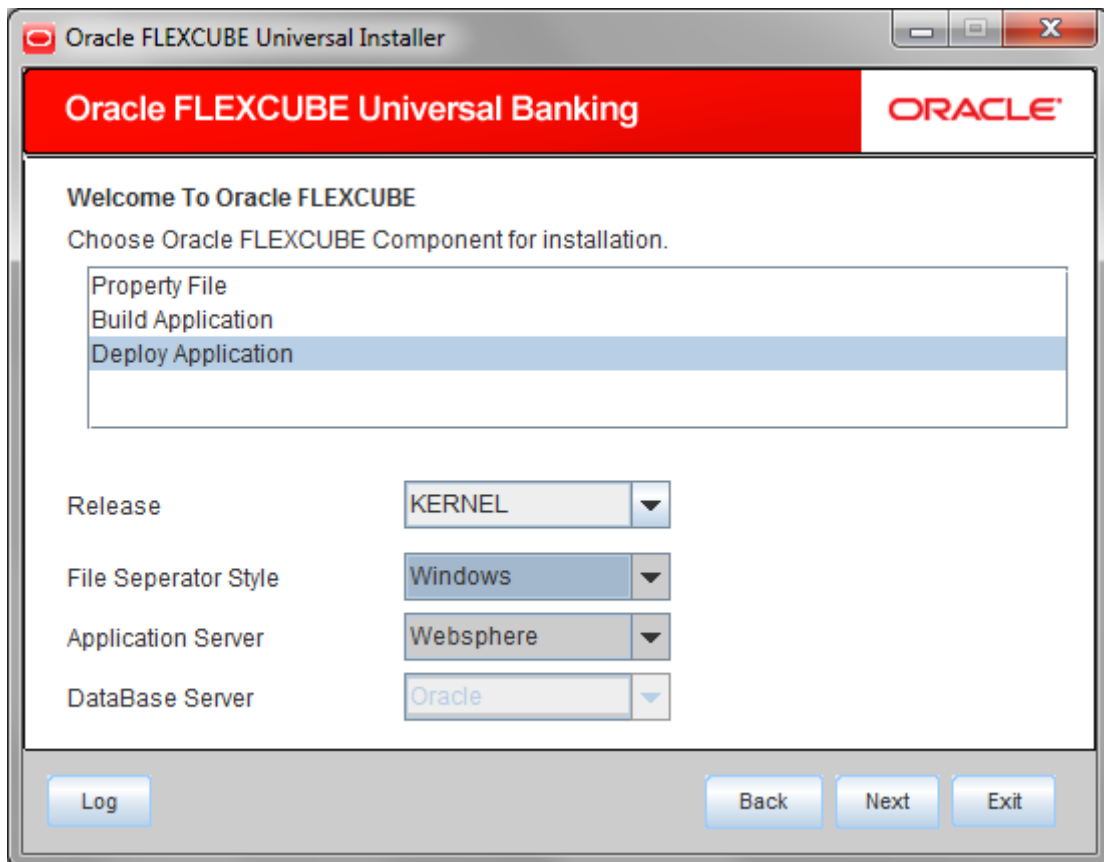 Oracle FLEXCUBE Universal Installer
Oracle FLEXCUBE Universal Banking
ORACLE
Welcome To Oracle FLEXCUBE
Choose Oracle FLEXCUBE Component for installation.
Property File
Build Application
Deploy Application
Release KERNEL
File Seperator Style Windows
Application Server Websphere
DataBase Server Oracle
Log Back Next Exit